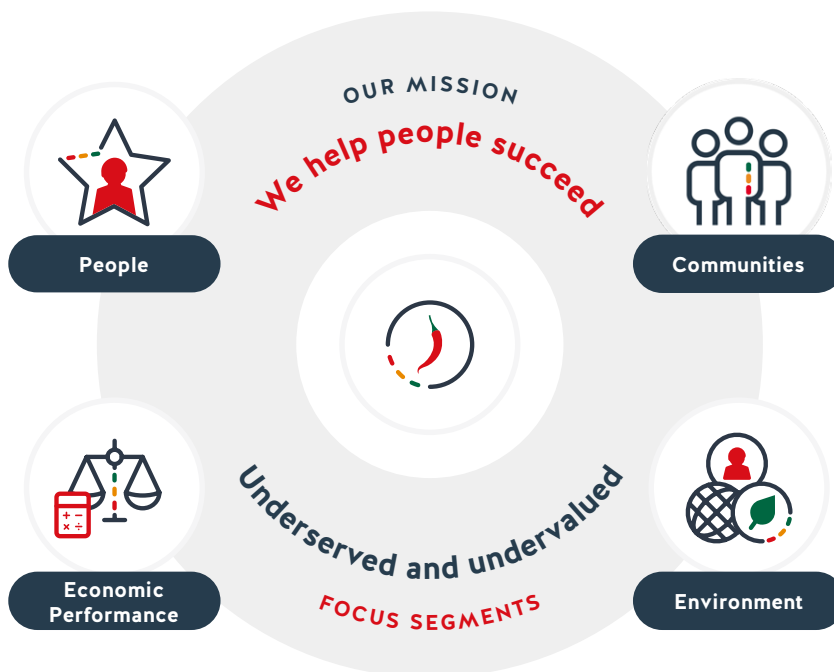 OUR MISSION
We help people succeed
People
Communities
Underserved and undervalued
FOCUS SEGMENTS
Economic
Performance
Environment